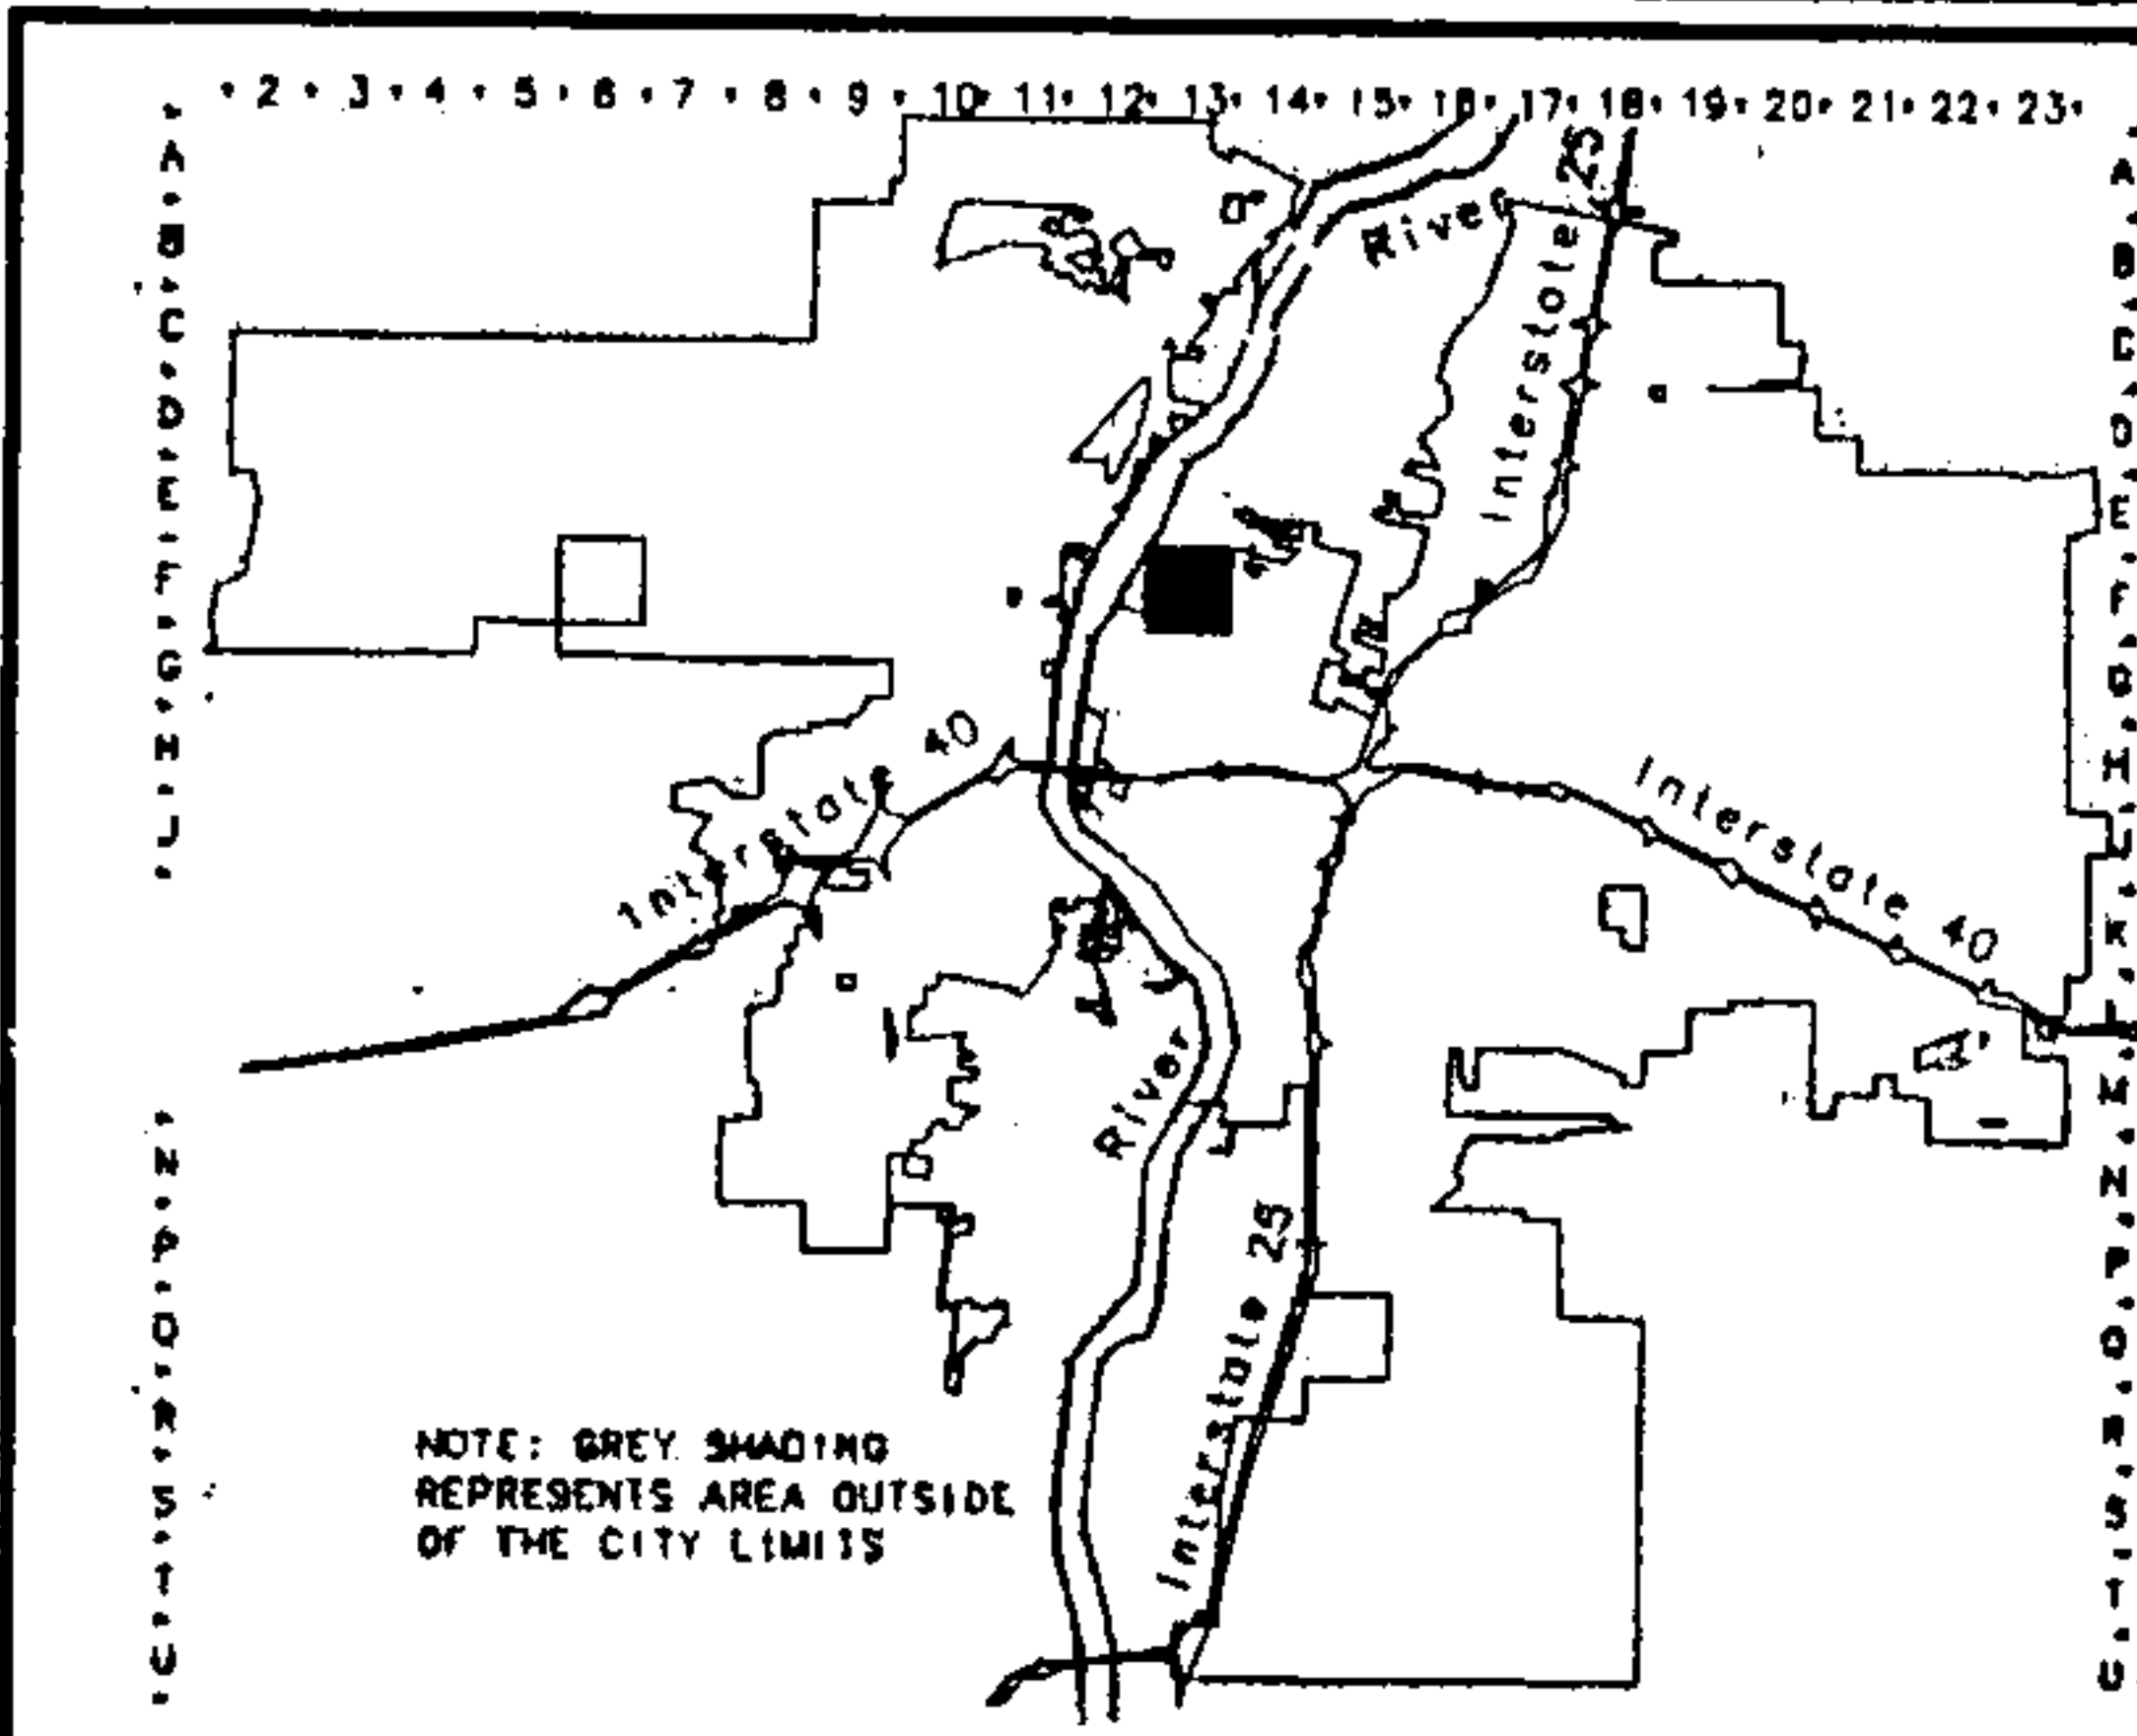 2 3 4 5 6 7 8 9 10 11 12 13 14 15 16 17 18 19 20 21 22 23
A
B
C
D
E
F
G
H
J
N
P
Q
R
S
T
U
A
B
C
D
E
F
G
H
J
K
L
M
N
P
Q
R
S
T
U
River
Interstate 25
Interstate 40
Interstate 40
River
Interstate 25
NOTE: GREY SHADING
REPRESENTS AREA OUTSIDE
OF THE CITY LIMITS